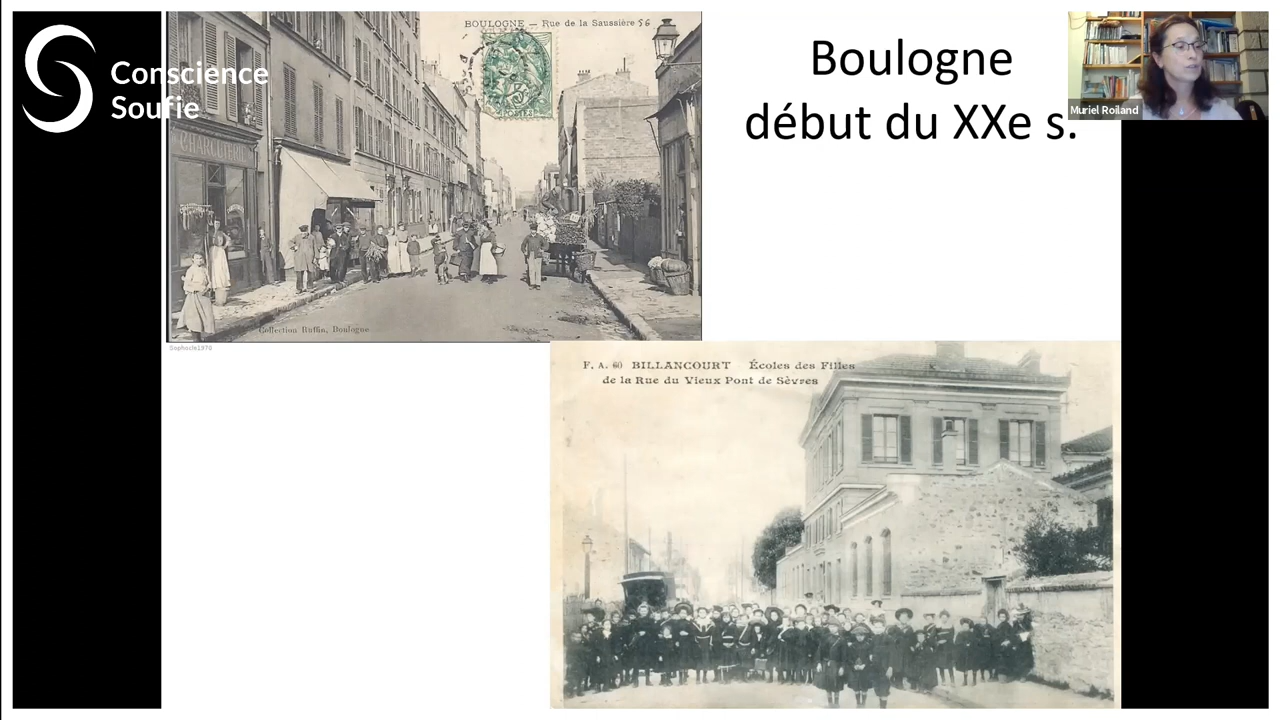 Conscience
Soufie
BOULOGNE — Rue de la Saussière 56
CHARCUTERIE
Collection Ruffin, Boulogne
Sophocle1970
Boulogne
début du XXe s.
Muriel Roiland
F. A. 60 BILLANCOURT Écoles des Filles
de la Rue du Vieux Pont de Sèvres